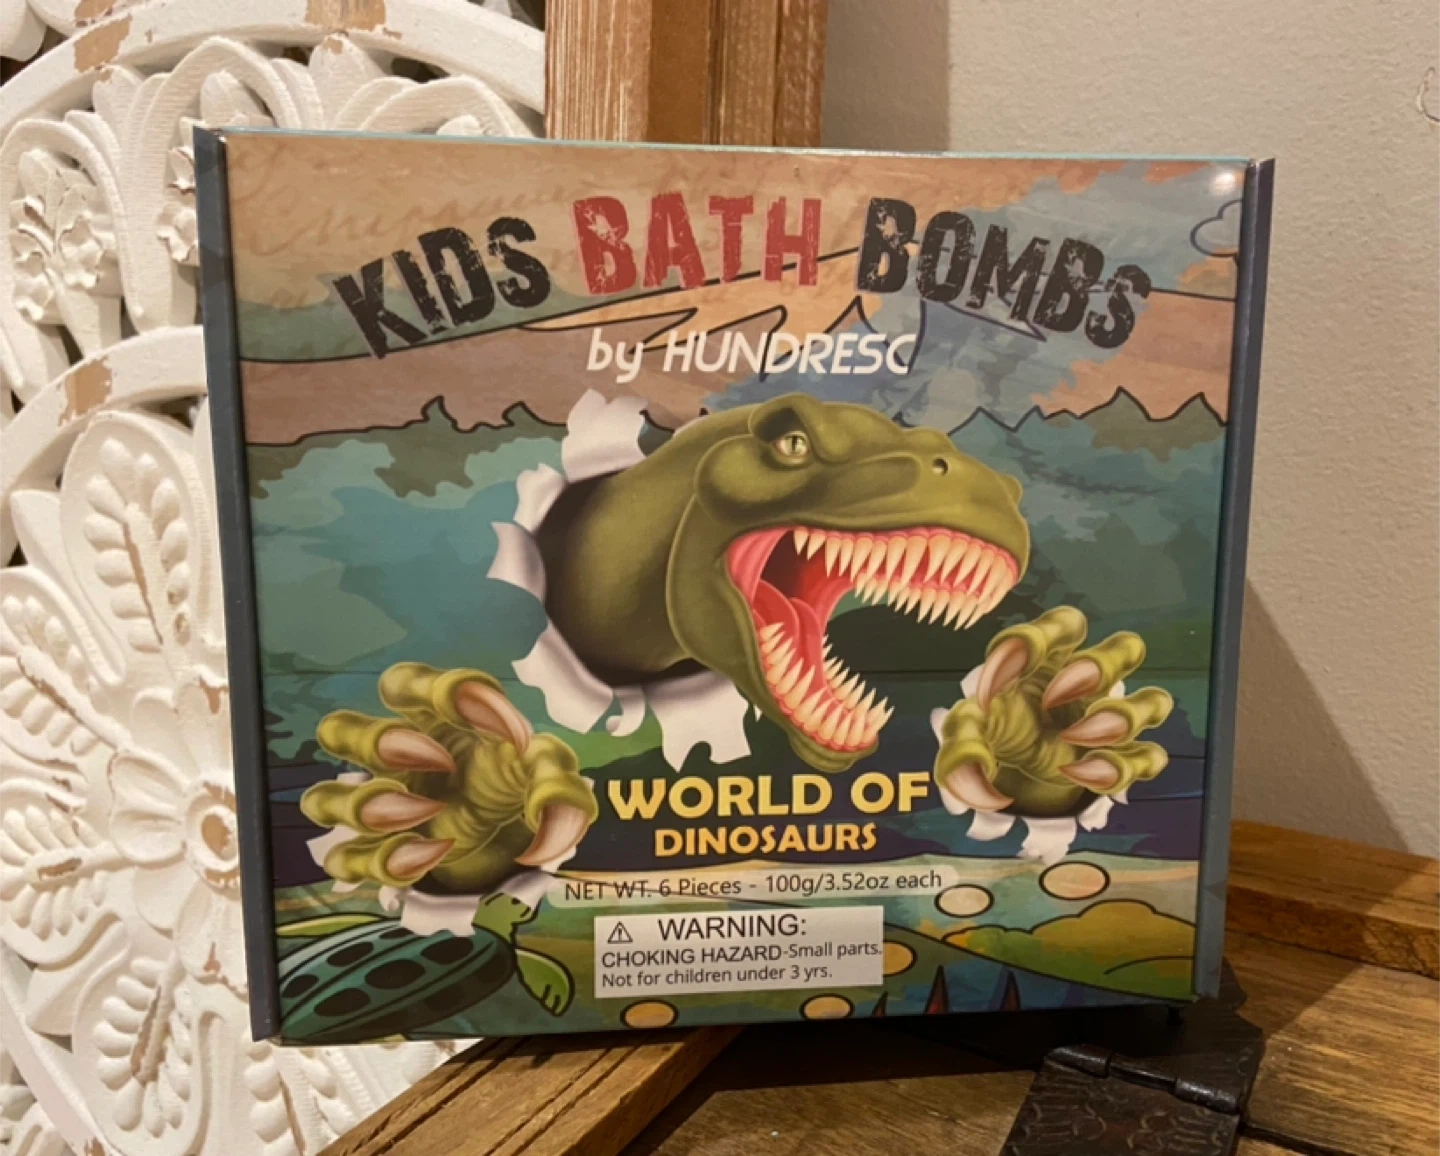 KIDS BATH BOMBS
by HUNDRESC
WORLD OF
DINOSAURS
NET WT. 6 Pieces - 100g/3.52oz each
⚠ WARNING:
CHOKING HAZARD-Small parts.
Not for children under 3 yrs.